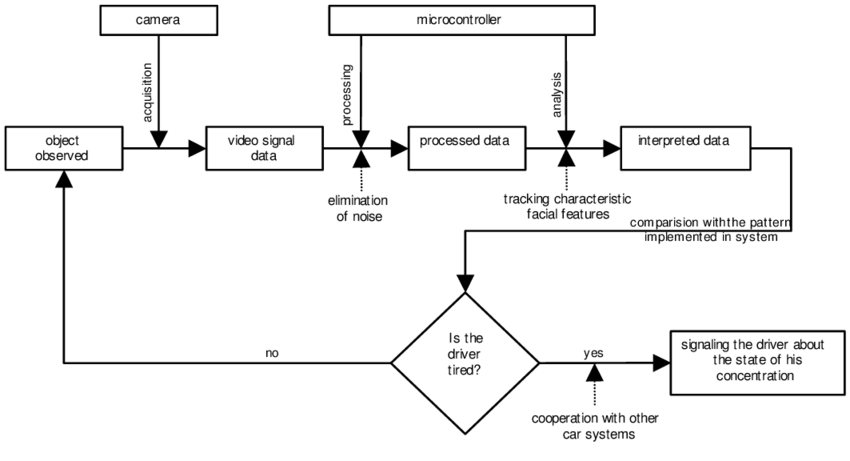 camera
microcontroller
acquisition
processing
analysis
object
observed
video signal
data
processed data
interpreted data
elimination
of noise
tracking characteristic
facial features
comparision with the pattern
implemented in system
Is the
driver
tired?
no
yes
signaling the driver about
the state of his
concentration
cooperation with other
car systems